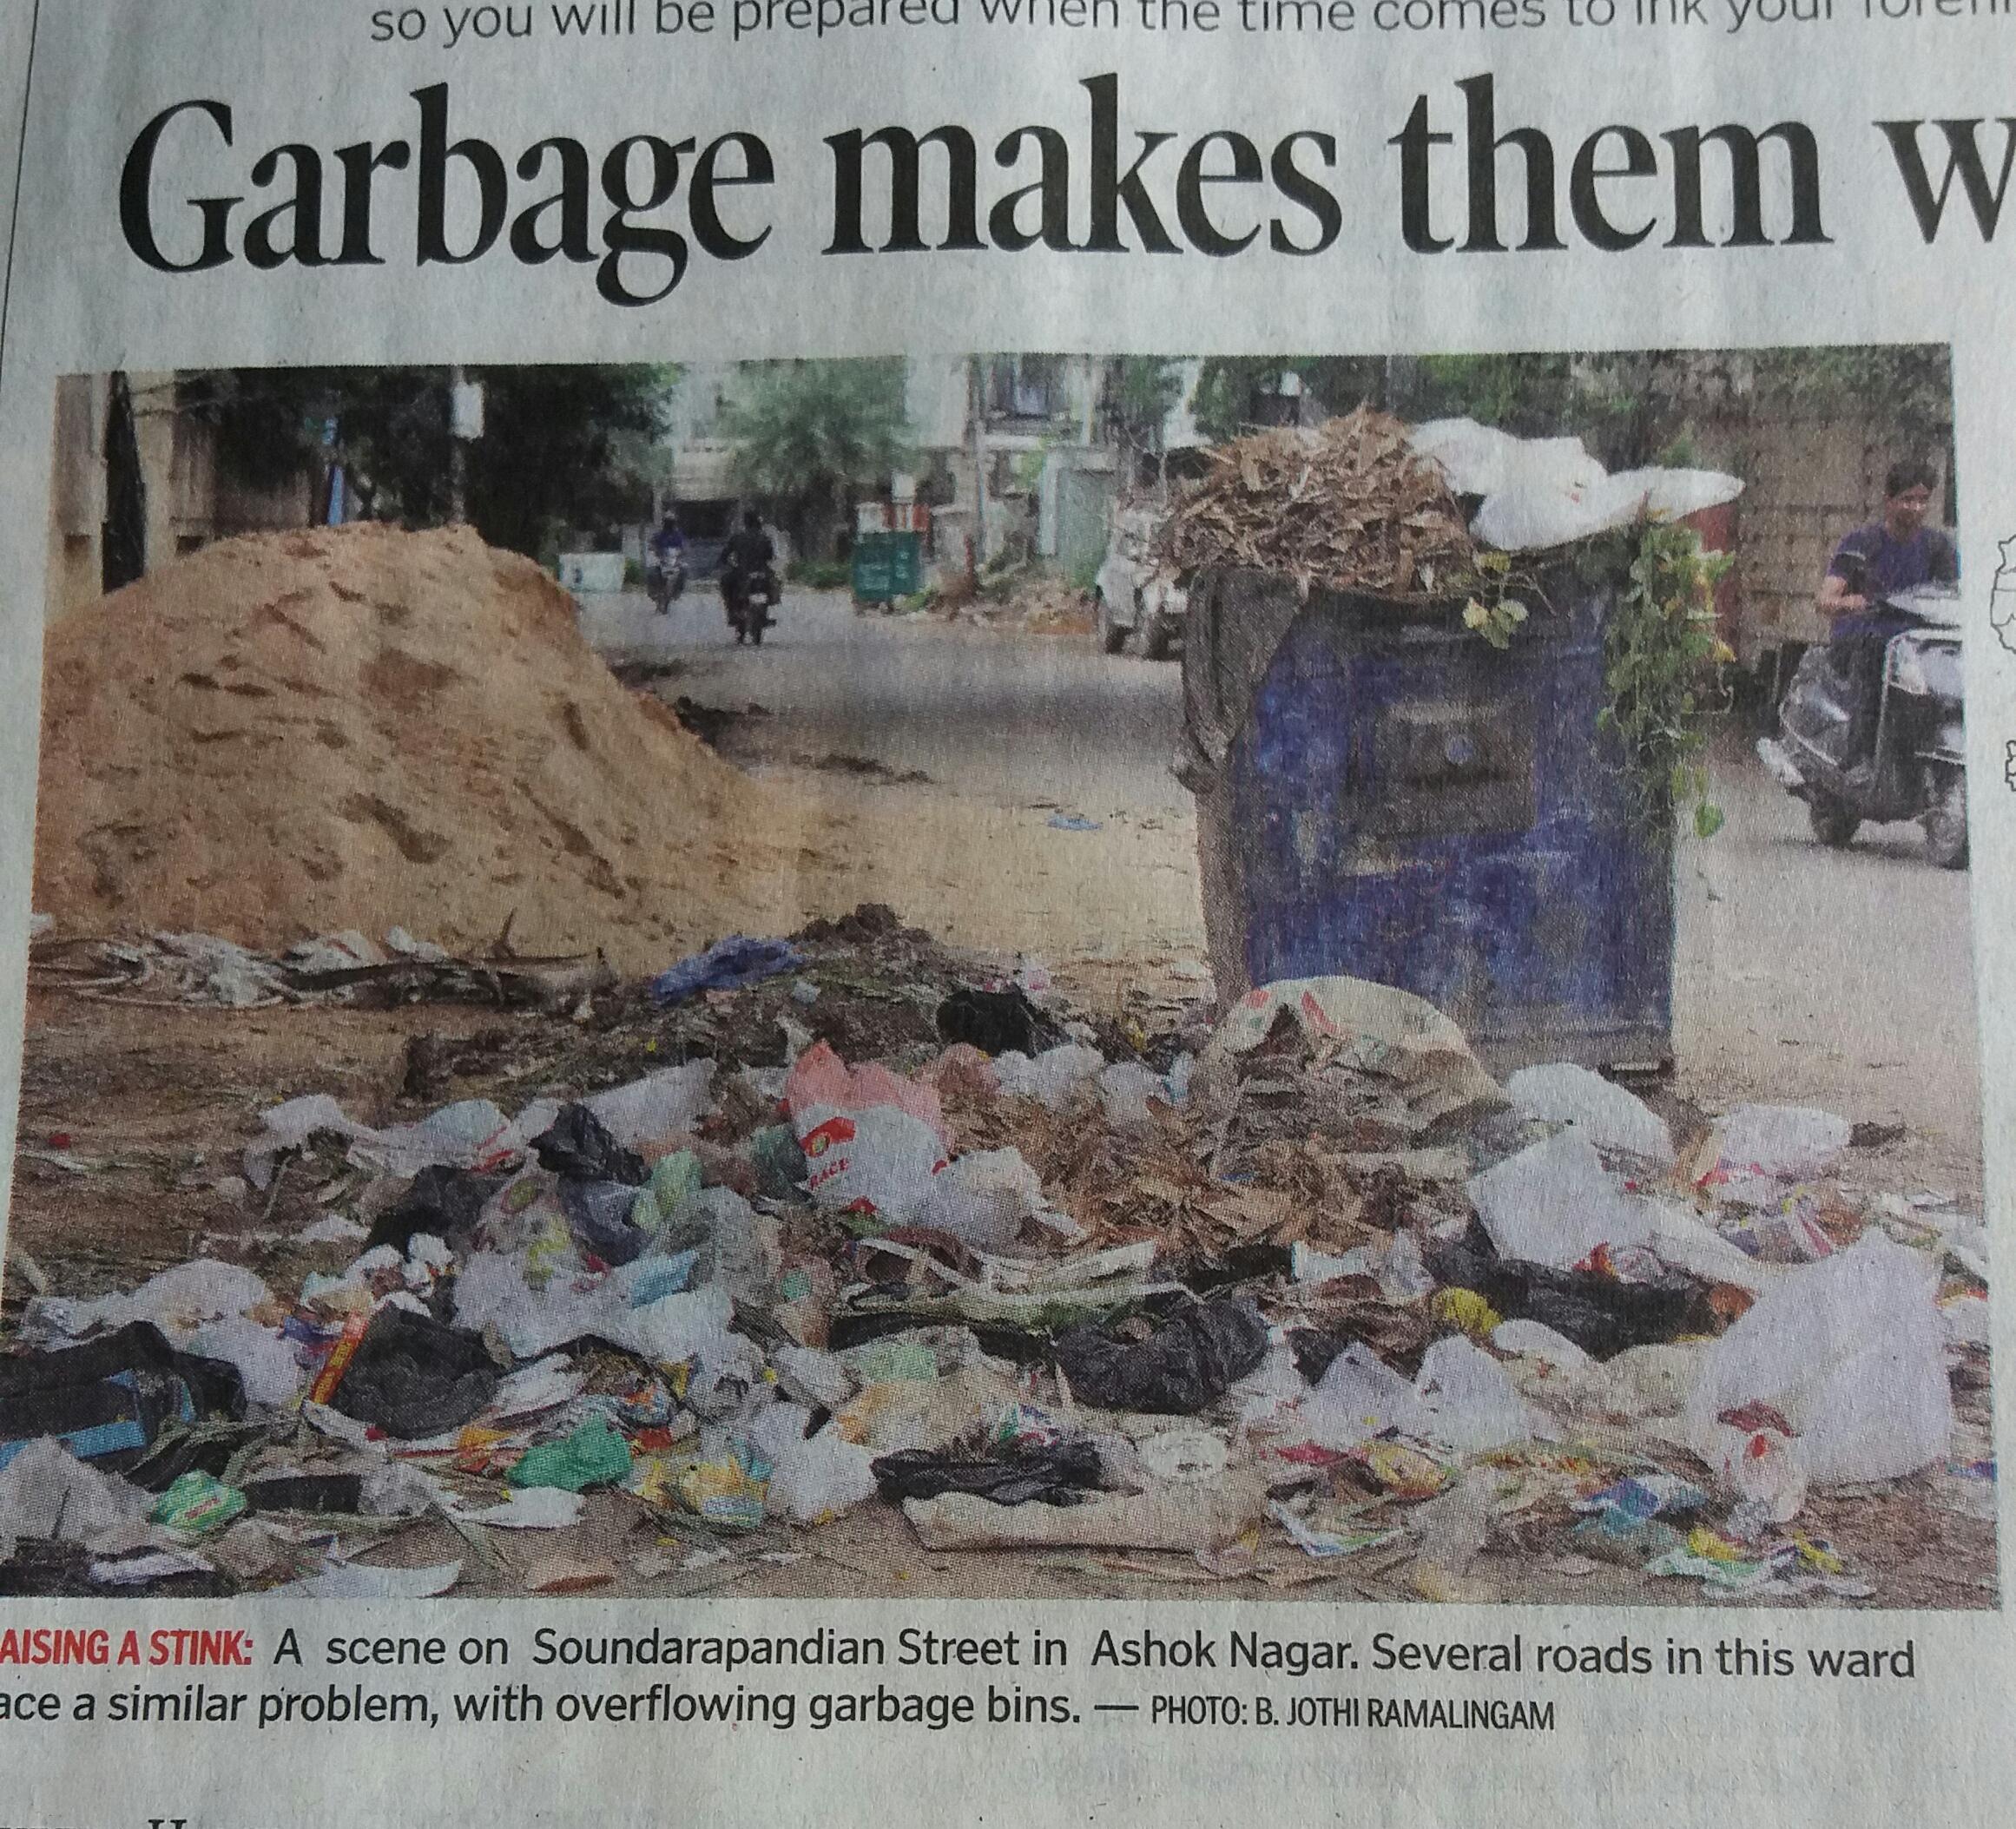 so you will be prepared when the time comes to ink your
Garbage makes them w
AISING A STINK: A scene on Soundarapandian Street in Ashok Nagar. Several roads in this ward
ace a similar problem, with overflowing garbage bins. — PHOTO: B. JOTHI RAMALINGAM